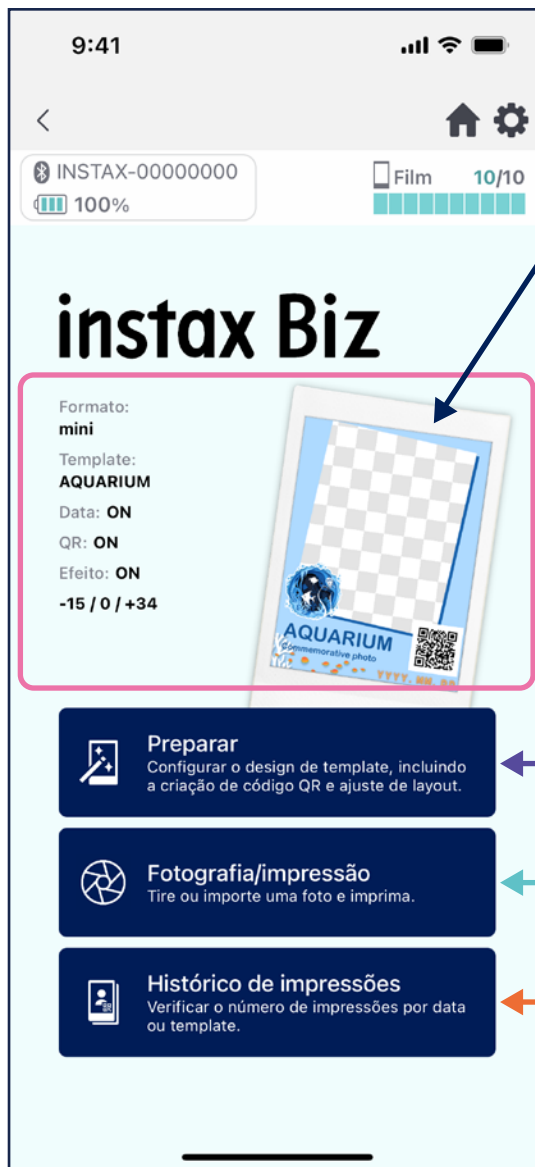 9:41
INSTAX-00000000
100%
Film 10/10
instax Biz
Formato:
mini
Template:
AQUARIUM
Data: ON
QR: ON
Efeito: ON
-15 / 0 / +34
AQUARIUM
Commemorative photo
YYYY. MM. DD
Preparar
Configurar o design de template, incluindo
a criação de código QR e ajuste de layout.
Fotografia/impressão
Tire ou importe uma foto e imprima.
Histórico de impressões
Verificar o número de impressões por data
ou template.